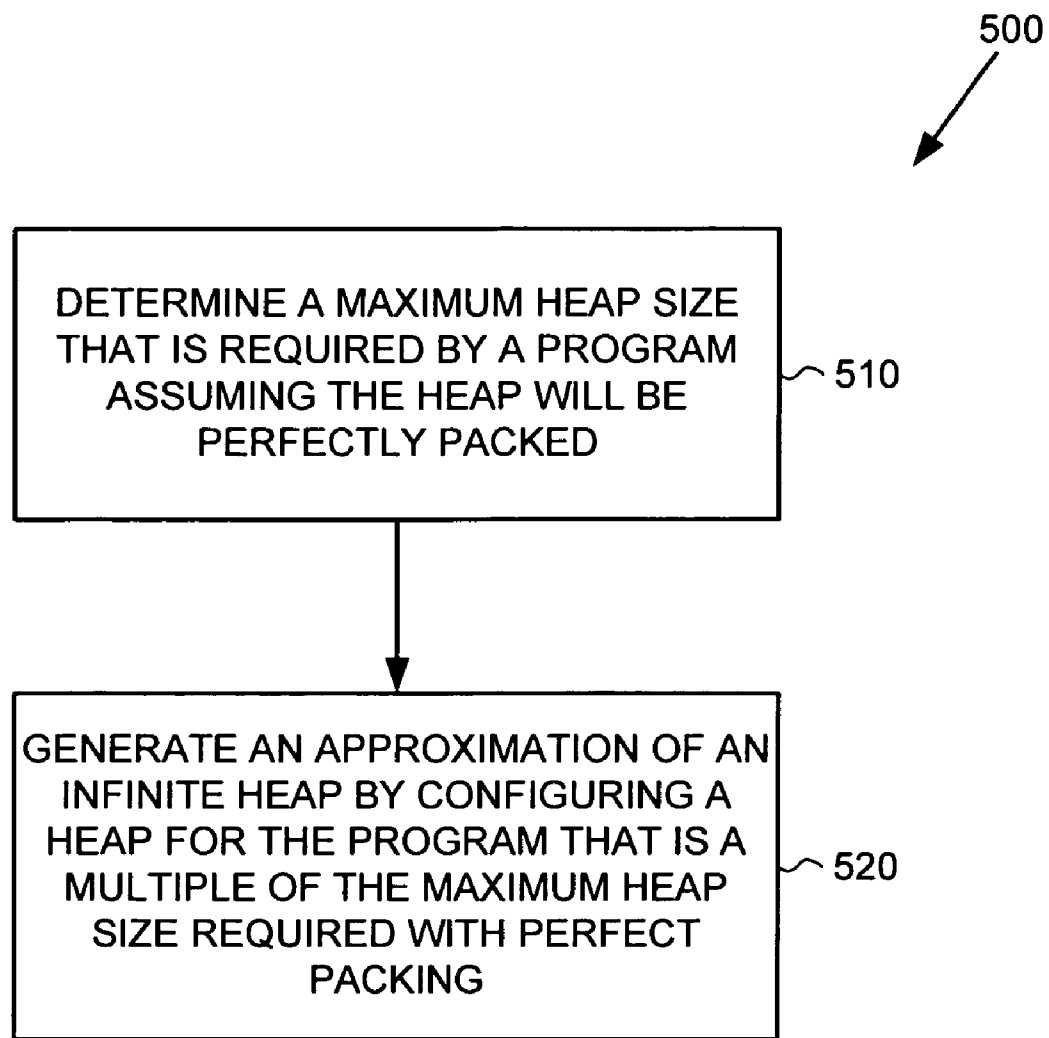 500
DETERMINE A MAXIMUM HEAP SIZE
THAT IS REQUIRED BY A PROGRAM
ASSUMING THE HEAP WILL BE
PERFECTLY PACKED
510
GENERATE AN APPROXIMATION OF AN
INFINITE HEAP BY CONFIGURING A
HEAP FOR THE PROGRAM THAT IS A
MULTIPLE OF THE MAXIMUM HEAP
SIZE REQUIRED WITH PERFECT
PACKING
520